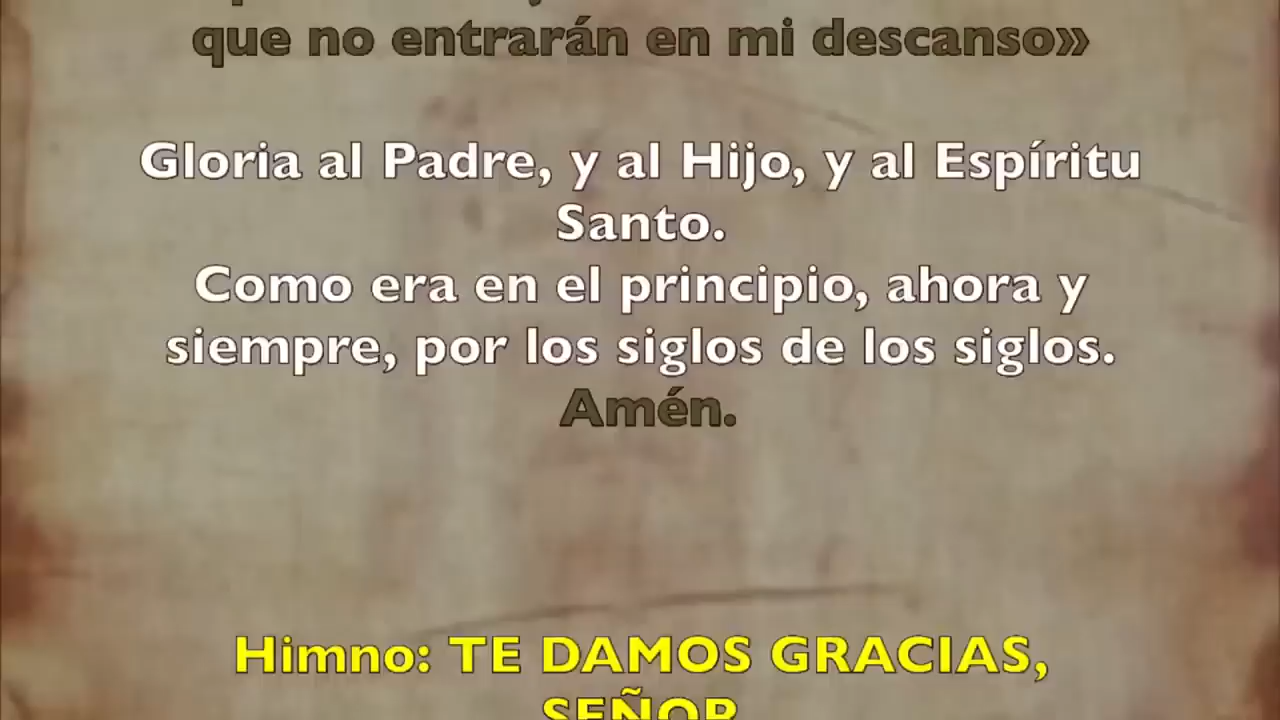 que no entrarán en mi descanso»
Gloria al Padre, y al Hijo, y al Espíritu
Santo.
Como era en el principio, ahora y
siempre, por los siglos de los siglos.
Amén.
Himno: TE DAMOS GRACIAS,
SEÑOR